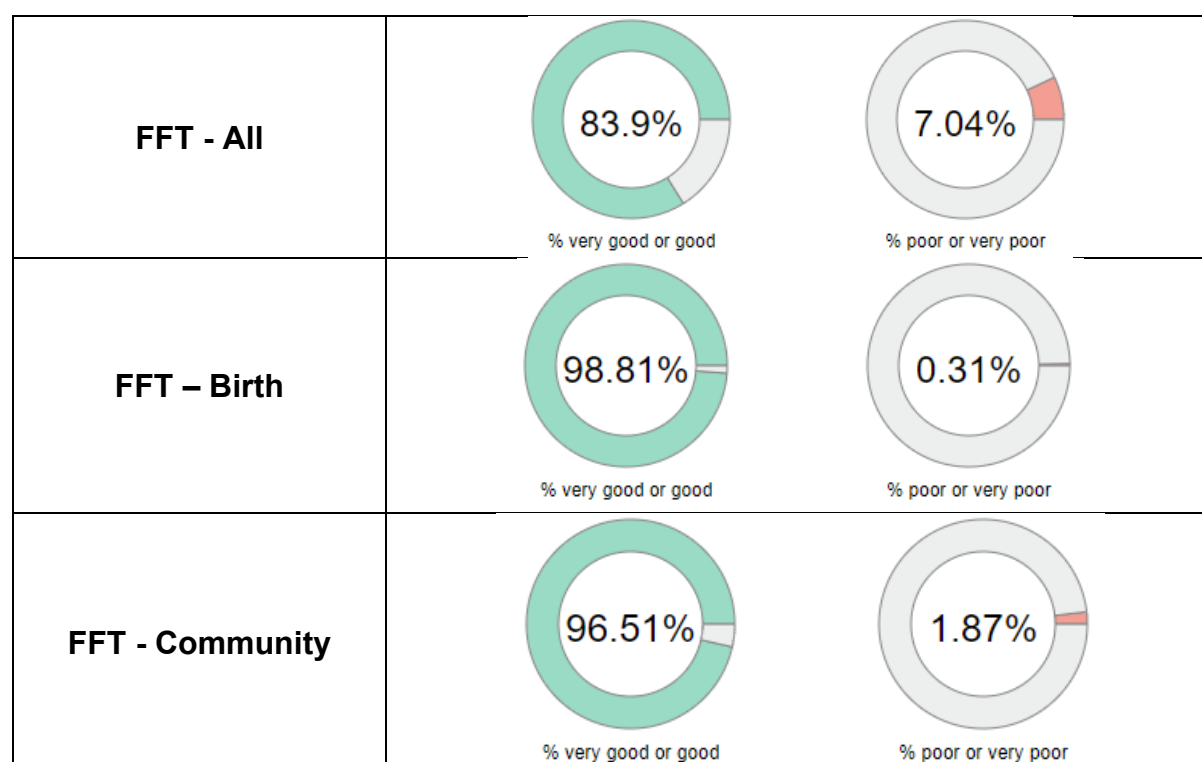 FFT - All
83.9%
7.04%
% very good or good
% poor or very poor
FFT – Birth
98.81%
0.31%
% very good or good
% poor or very poor
FFT - Community
96.51%
1.87%
% very good or good
% poor or very poor